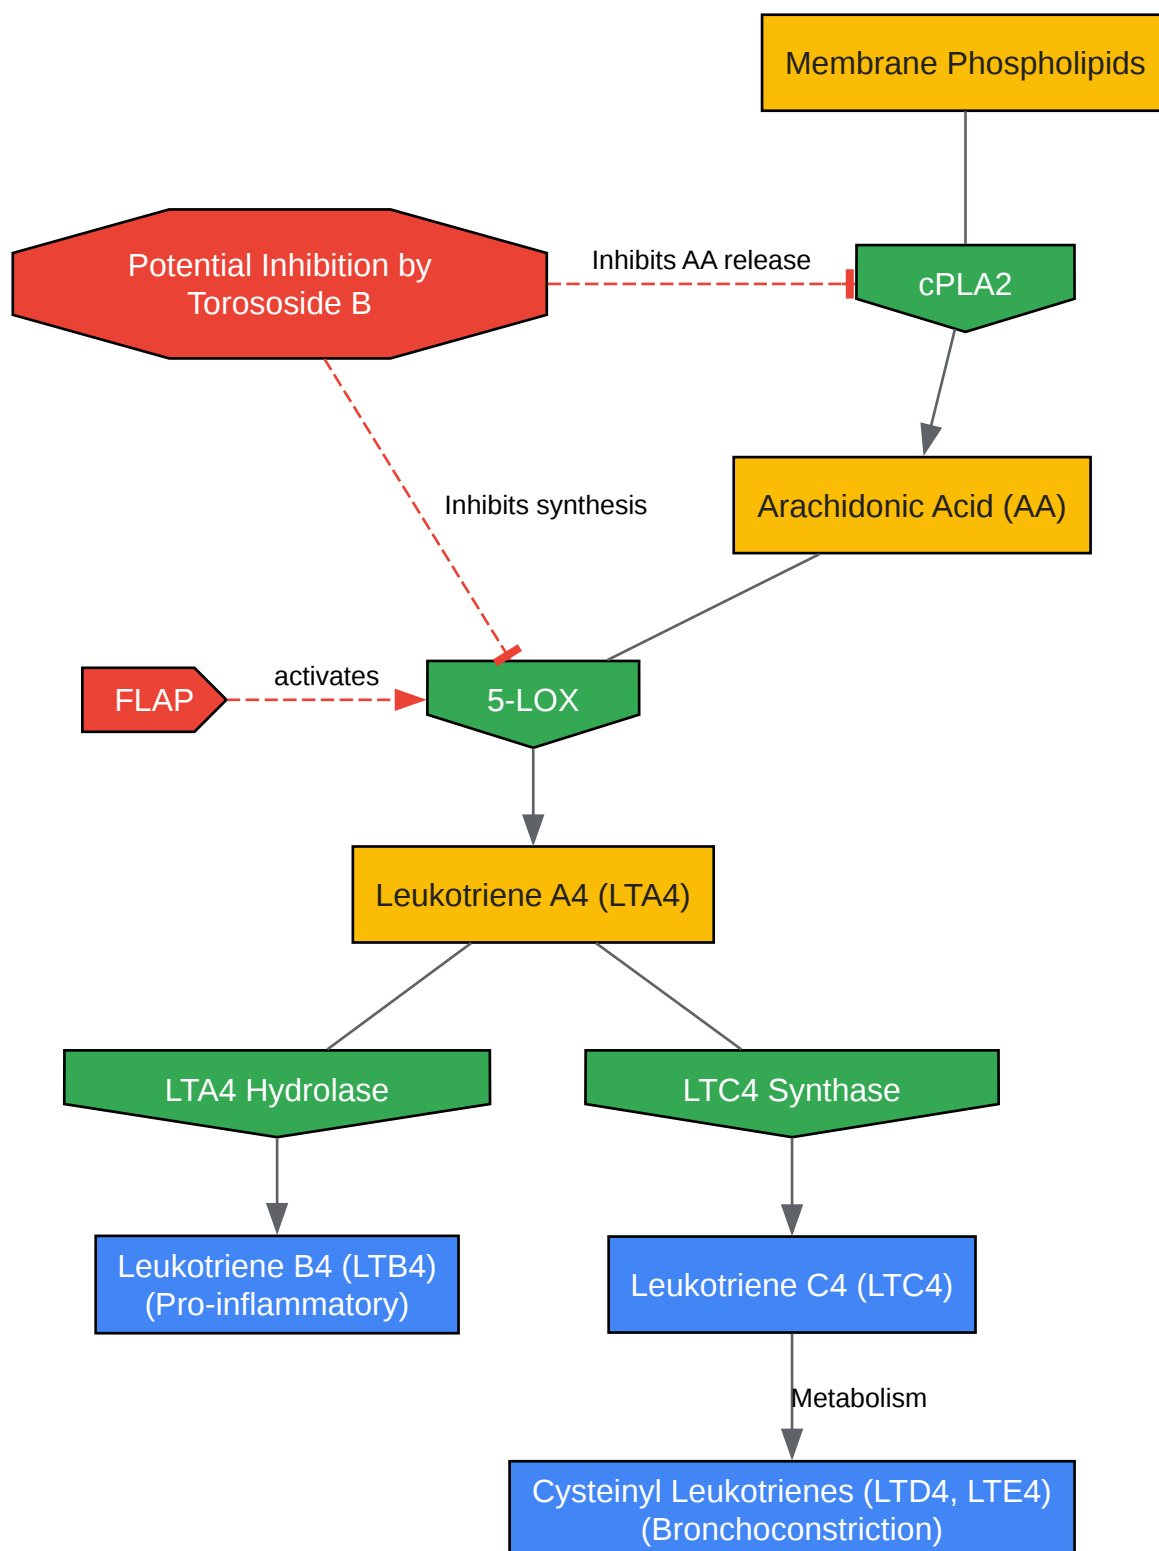 Membrane Phospholipids
Potential Inhibition by
Torososide B
Inhibits AA release
cPLA2
Arachidonic Acid (AA)
Inhibits synthesis
FLAP
activates
5-LOX
Leukotriene A4 (LTA4)
LTA4 Hydrolase
LTC4 Synthase
Leukotriene B4 (LTB4)
(Pro-inflammatory)
Leukotriene C4 (LTC4)
Metabolism
Cysteinyl Leukotrienes (LTD4, LTE4)
(Bronchoconstriction)